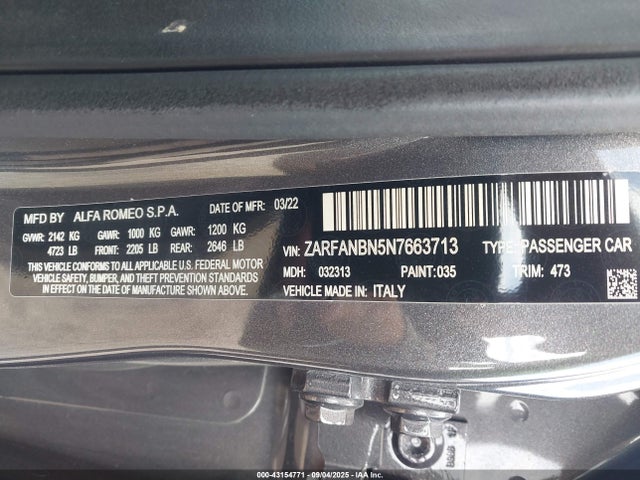 MFD BY ALFA ROMEO S.P.A. DATE OF MFR: 03/22
GVWR: 2142 KG GAWR: 1000 KG GAWR: 1200 KG
4723 LB FRONT: 2205 LB REAR: 2646 LB
THIS VEHICLE CONFORMS TO ALL APPLICABLE U.S. FEDERAL MOTOR
VEHICLE SAFETY, BUMPER, AND THEFT PREVENTION STANDARDS
IN EFFECT ON THE DATE OF MANUFACTURE SHOWN ABOVE.
VIN: ZARFANBN5N7663713 TYPE: PASSENGER CAR
MDH: 032313 PAINT: 035 TRIM: 473
VEHICLE MADE IN: ITALY
00-43154771 - (09/04/2025) - IAA Inc.